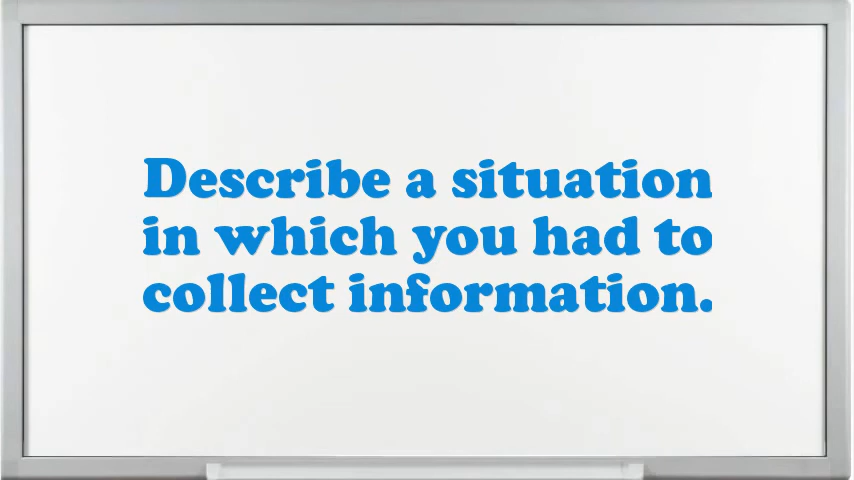 Describe a situation
in which you had to
collect information.